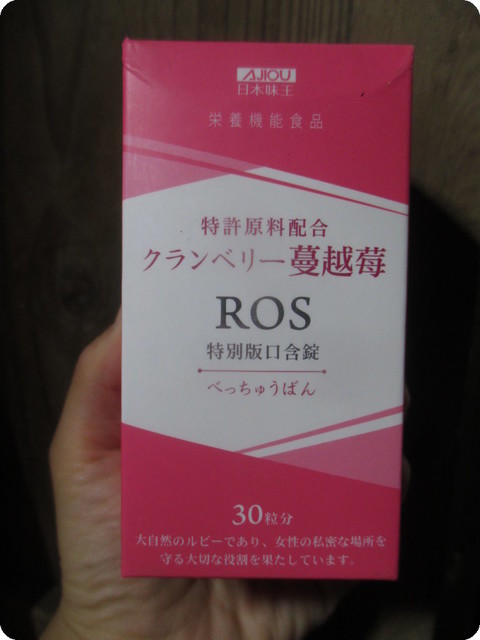 AJIOU
日本味王
栄養機能食品
特許原料配合
クランベリー蔓越莓
ROS
特別版口含錠
べっちゅうばん
30粒分
大自然のルビーであり、女性の私密な場所を
守る大切な役割を果たしています。